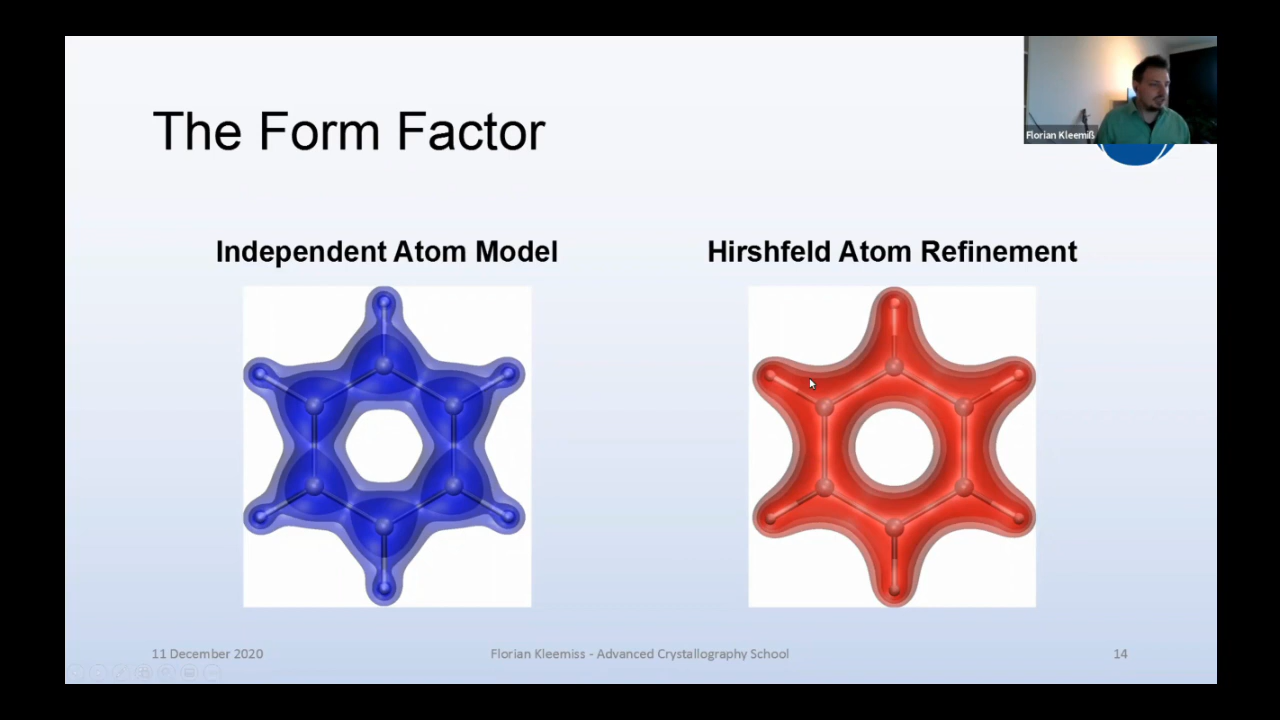 The Form Factor
Florian Kleemiß
Independent Atom Model
Hirshfeld Atom Refinement
11 December 2020
Florian Kleemiss - Advanced Crystallography School
14